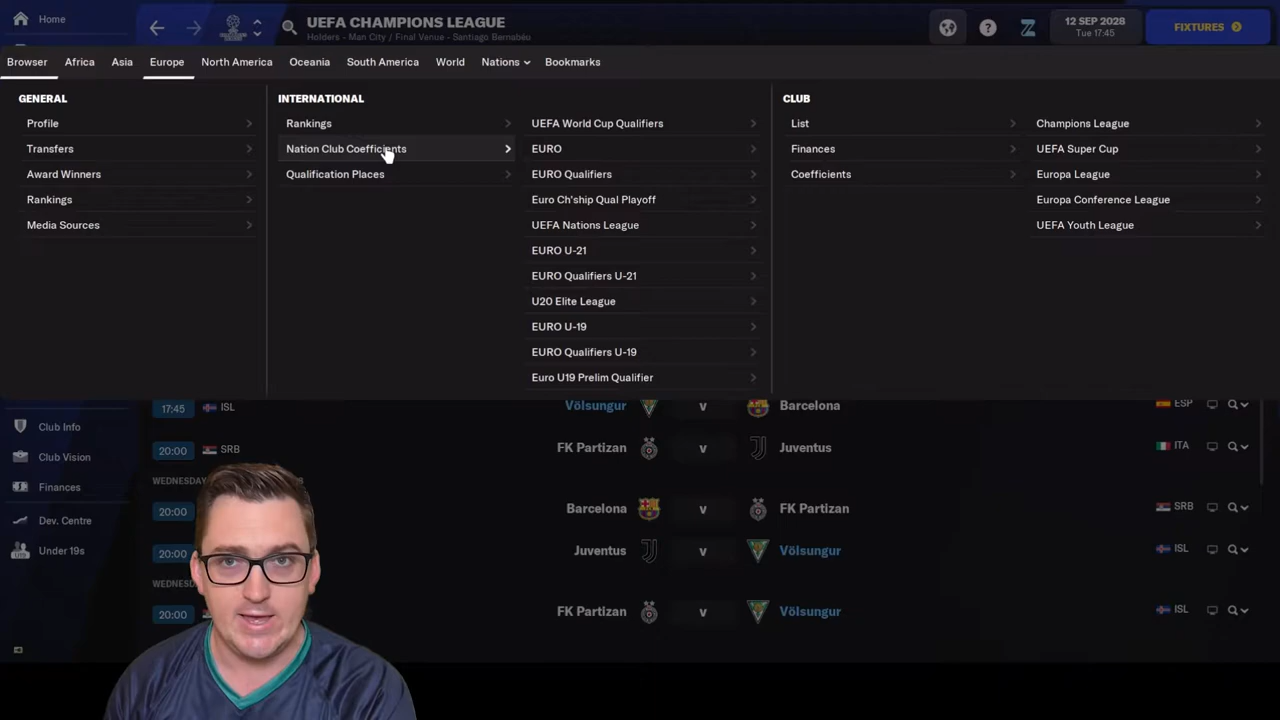 Home
UEFA CHAMPIONS LEAGUE
Holders - Man City / Final Venue - Santiago Bernabéu
12 SEP 2028
Tue 17:45
FIXTURES
Browser Africa Asia Europe North America Oceania South America World Nations Bookmarks
GENERAL
Profile
Transfers
Award Winners
Rankings
Media Sources
INTERNATIONAL
Rankings
Nation Club Coefficients
Qualification Places
UEFA World Cup Qualifiers
EURO
EURO Qualifiers
Euro Ch'ship Qual Playoff
UEFA Nations League
EURO U-21
EURO Qualifiers U-21
U20 Elite League
EURO U-19
EURO Qualifiers U-19
Euro U19 Prelim Qualifier
CLUB
List
Finances
Coefficients
Champions League
UEFA Super Cup
Europa League
Europa Conference League
UEFA Youth League
Club Info
Club Vision
Finances
Dev. Centre
Under 19s
17:45 ISL Völsungur v Barcelona ESP
20:00 SRB FK Partizan v Juventus ITA
20:00 Barcelona v FK Partizan SRB
20:00 Juventus v Völsungur ISL
20:00 FK Partizan v Völsungur ISL